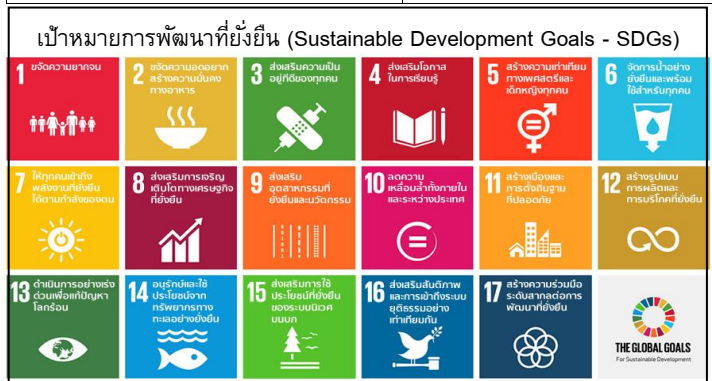 เป้าหมายการพัฒนาที่ยั่งยืน (Sustainable Development Goals - SDGs)
1 ขจัดความยากจน
2 ขจัดความอดอยาก
สร้างความมั่นคง
ทางอาหาร
3 ส่งเสริมความเป็น
อยู่ที่ดีของทุกคน
4 ส่งเสริมโอกาส
ในการเรียนรู้
5 สร้างความเท่าเทียม
ทางเพศสตรีและ
เด็กหญิงทุกคน
6 จัดการน้ำอย่าง
ยั่งยืนและพร้อม
ใช้สำหรับทุกคน
7 ให้ทุกคนเข้าถึง
พลังงานที่ยั่งยืน
ได้ตามกำลังของตน
8 ส่งเสริมการเจริญ
เติบโตทางเศรษฐกิจ
ที่ยั่งยืน
9 ส่งเสริม
อุตสาหกรรมที่
ยั่งยืนและนวัตกรรม
10 ลดความ
เหลื่อมล้ำทั้งภายใน
และระหว่างประเทศ
11 สร้างเมืองและ
การตั้งถิ่นฐาน
ที่ปลอดภัย
12 สร้างรูปแบบ
การผลิตและ
การบริโภคที่ยั่งยืน
13 ดำเนินการอย่างเร่ง
ด่วนเพื่อแก้ปัญหา
โลกร้อน
14 อนุรักษ์และใช้
ประโยชน์จาก
ทรัพยากรทาง
ทะเลอย่างยั่งยืน
15 ส่งเสริมการใช้
ประโยชน์ที่ยั่งยืน
ของระบบนิเวศ
บนบก
16 ส่งเสริมสันติภาพ
และการเข้าถึงระบบ
ยุติธรรมอย่าง
เท่าเทียมกัน
17 สร้างความร่วมมือ
ระดับสากลต่อการ
พัฒนาที่ยั่งยืน
THE GLOBAL GOALS
For Sustainable Development